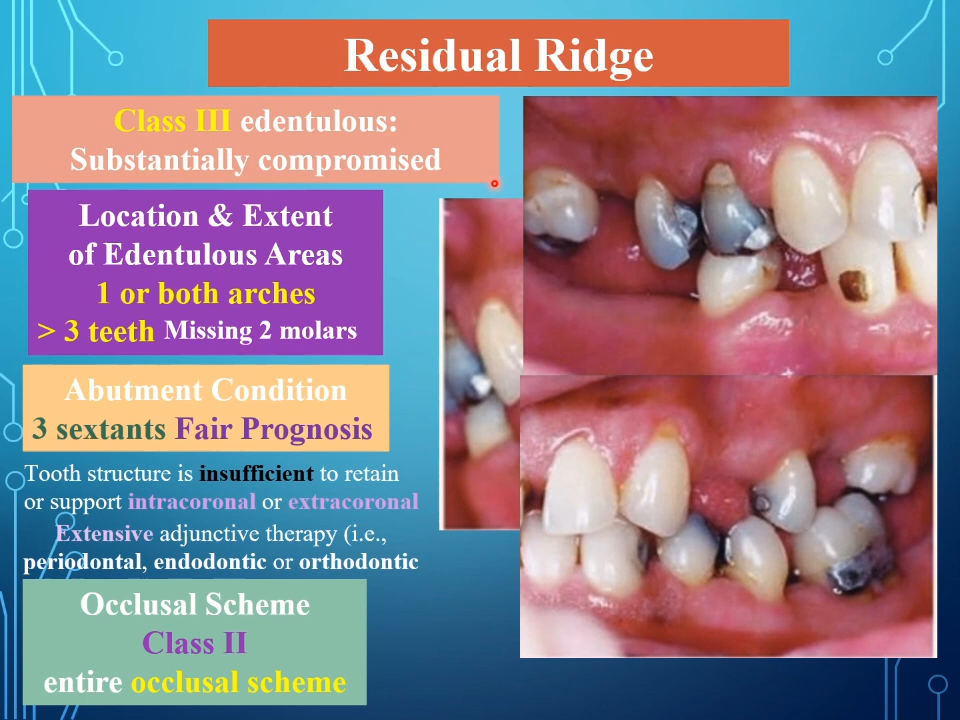 Residual Ridge
Class III edentulous:
Substantially compromised
Location & Extent
of Edentulous Areas
1 or both arches
> 3 teeth Missing 2 molars
Abutment Condition
3 sextants Fair Prognosis
Tooth structure is insufficient to retain
or support intracoronal or extracoronal
Extensive adjunctive therapy (i.e.,
periodontal, endodontic or orthodontic
Occlusal Scheme
Class II
entire occlusal scheme